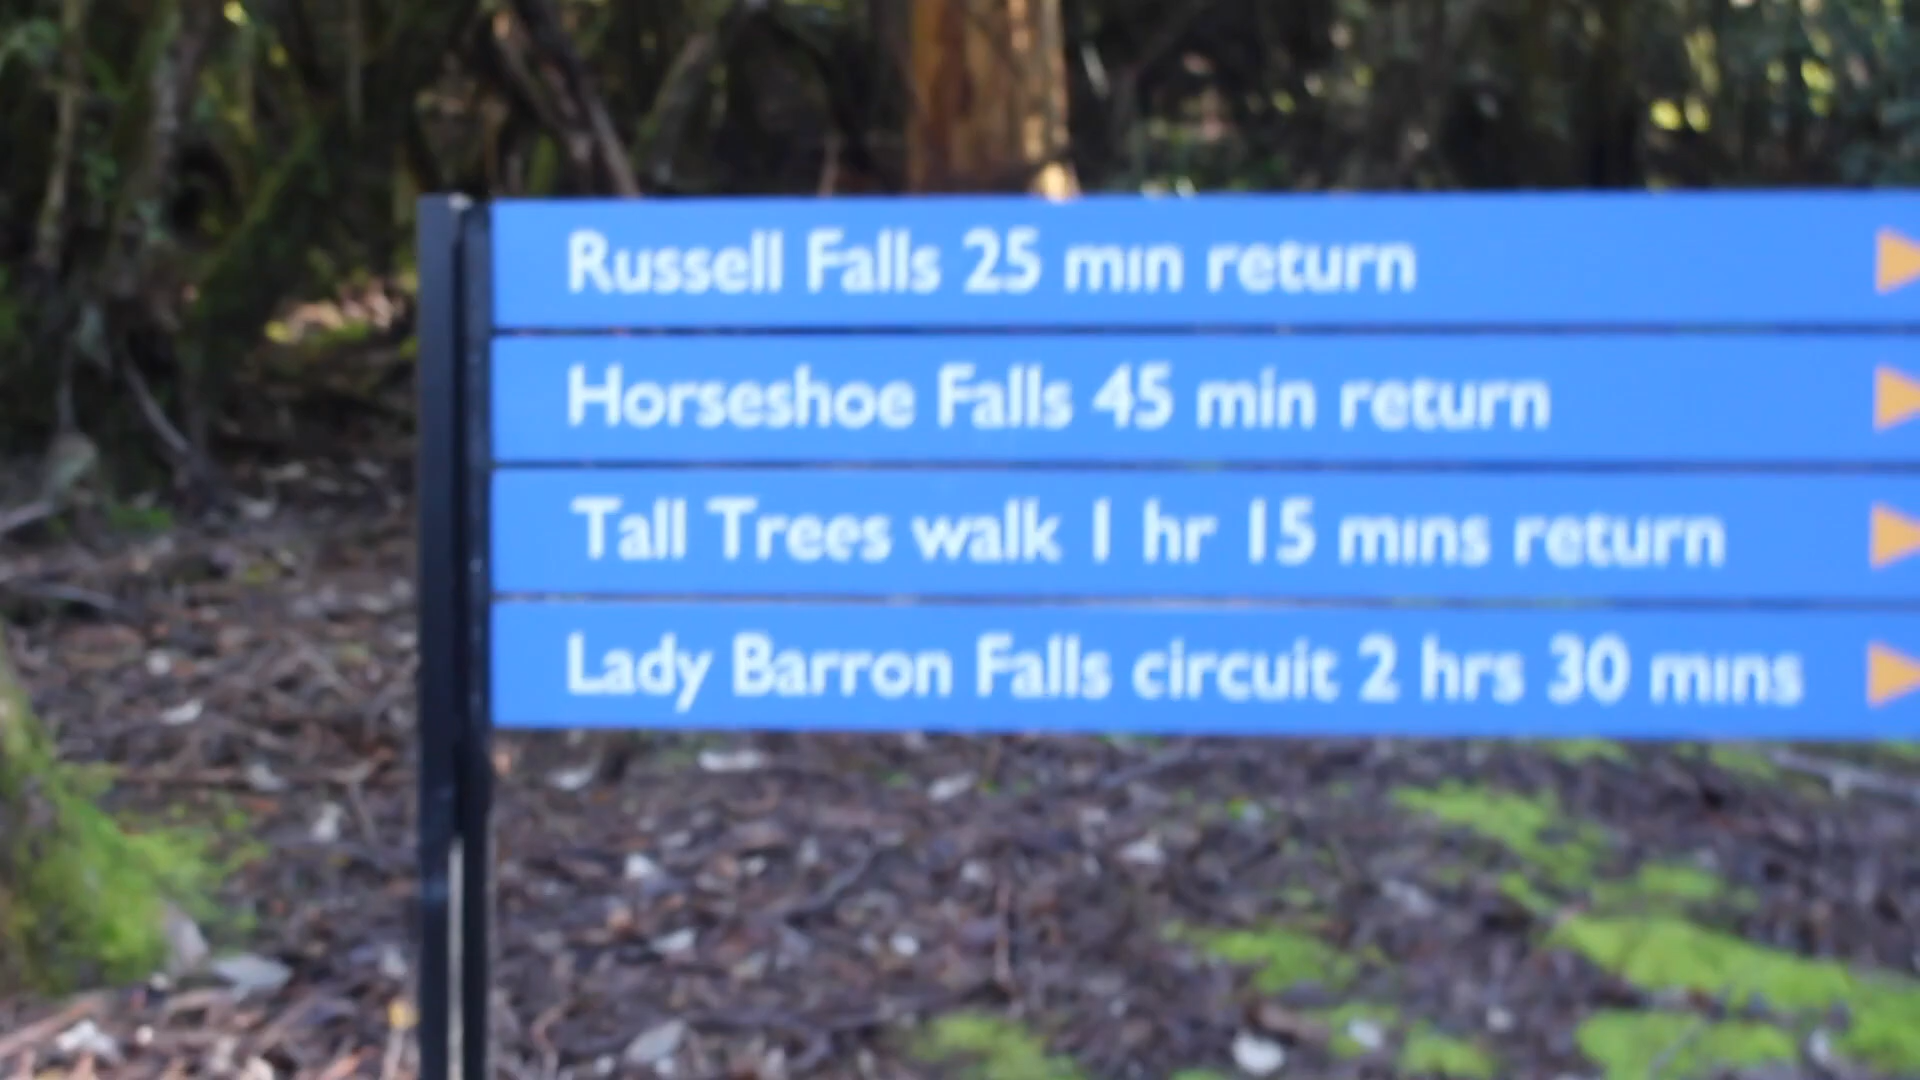 Russell Falls 25 min return
Horseshoe Falls 45 min return
Tall Trees walk 1 hr 15 mins return
Lady Barron Falls circuit 2 hrs 30 mins